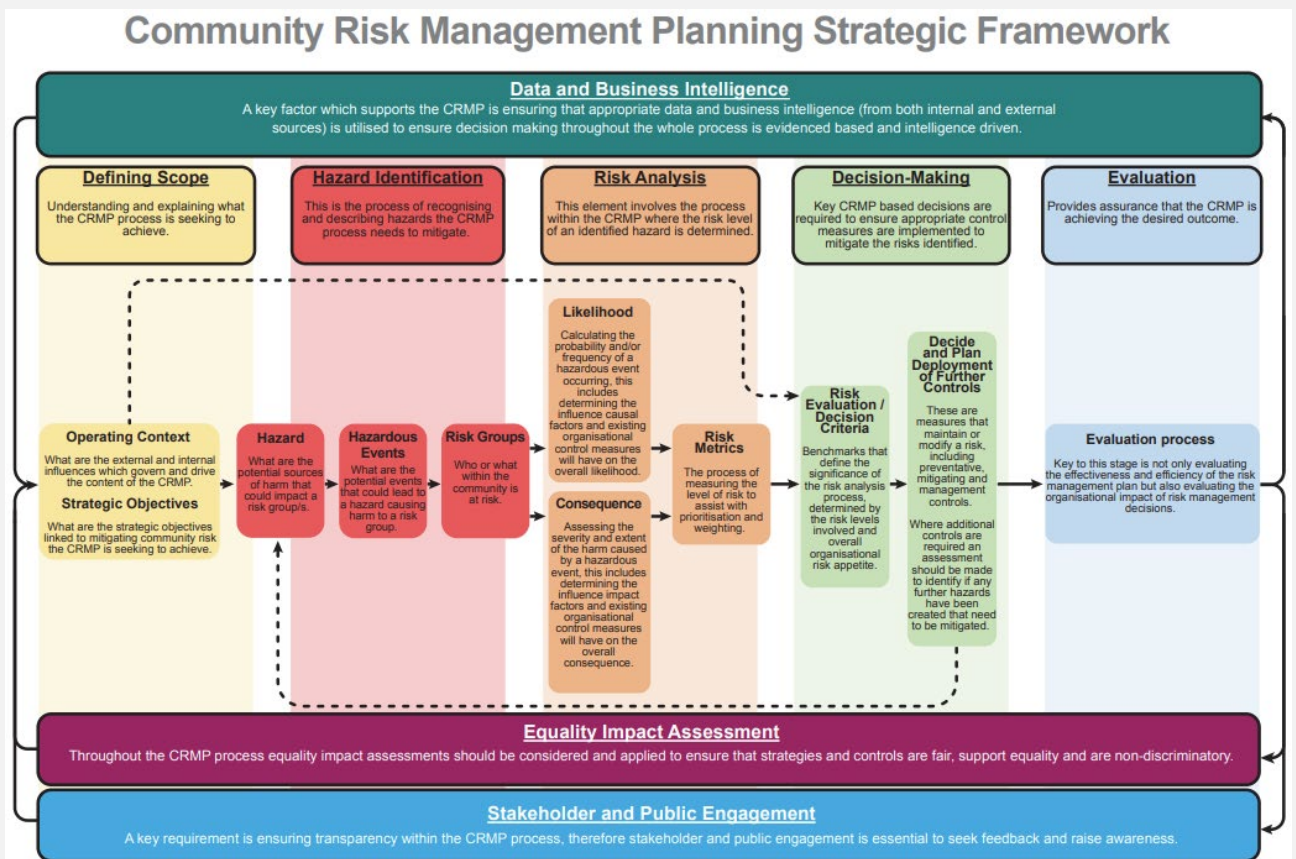 Community Risk Management Planning Strategic Framework
Data and Business Intelligence
A key factor which supports the CRMP is ensuring that appropriate data and business intelligence (from both internal and external
sources) is utilised to ensure decision making throughout the whole process is evidenced based and intelligence driven.
Defining Scope
Understanding and explaining what
the CRMP process is seeking to
achieve.
Hazard Identification
This is the process of recognising
and describing hazards the CRMP
process needs to mitigate.
Risk Analysis
This element involves the process
within the CRMP where the risk level
of an identified hazard is determined.
Decision-Making
Key CRMP based decisions are
required to ensure appropriate control
measures are implemented to
mitigate the risks identified.
Evaluation
Provides assurance that the CRMP is
achieving the desired outcome.
Operating Context
What are the external and internal
influences which govern and drive
the content of the CRMP.
Strategic Objectives
What are the strategic objectives
linked to mitigating community risk
the CRMP is seeking to achieve.
Hazard
What are the
potential sources
of harm that
could impact a
risk group/s.
Hazardous
Events
What are the
potential events
that could lead to
a hazard causing
harm to a risk
group.
Risk Groups
Who or what
within the
community is
at risk.
Likelihood
Calculating the
probability and/or
frequency of a
hazardous event
occurring, this
includes
determining the
influence causal
factors and existing
organisational
control measures
will have on the
overall likelihood.
Consequence
Assessing the
severity and extent
of the harm caused
by a hazardous
event, this includes
determining the
influence impact
factors and existing
organisational
control measures
will have on the
overall
consequence.
Risk
Metrics
The process of
measuring the
level of risk to
assist with
prioritisation and
weighting.
Risk
Evaluation /
Decision
Criteria
Benchmarks that
define the
significance of
the risk analysis
process,
determined by
the risk levels
involved and
overall
organisational
risk appetite.
Decide
and Plan
Deployment
of Further
Controls
These are
measures that
maintain or
modify a risk,
including
preventative,
mitigating and
management
controls.
Where additional
controls are
required an
assessment
should be made
to identify if any
further hazards
have been
created that need
to be mitigated.
Evaluation process
Key to this stage is not only evaluating
the effectiveness and efficiency of the risk
management plan but also evaluating the
organisational impact of risk management
decisions.
Equality Impact Assessment
Throughout the CRMP process equality impact assessments should be considered and applied to ensure that strategies and controls are fair, support equality and are non-discriminatory.
Stakeholder and Public Engagement
A key requirement is ensuring transparency within the CRMP process, therefore stakeholder and public engagement is essential to seek feedback and raise awareness.